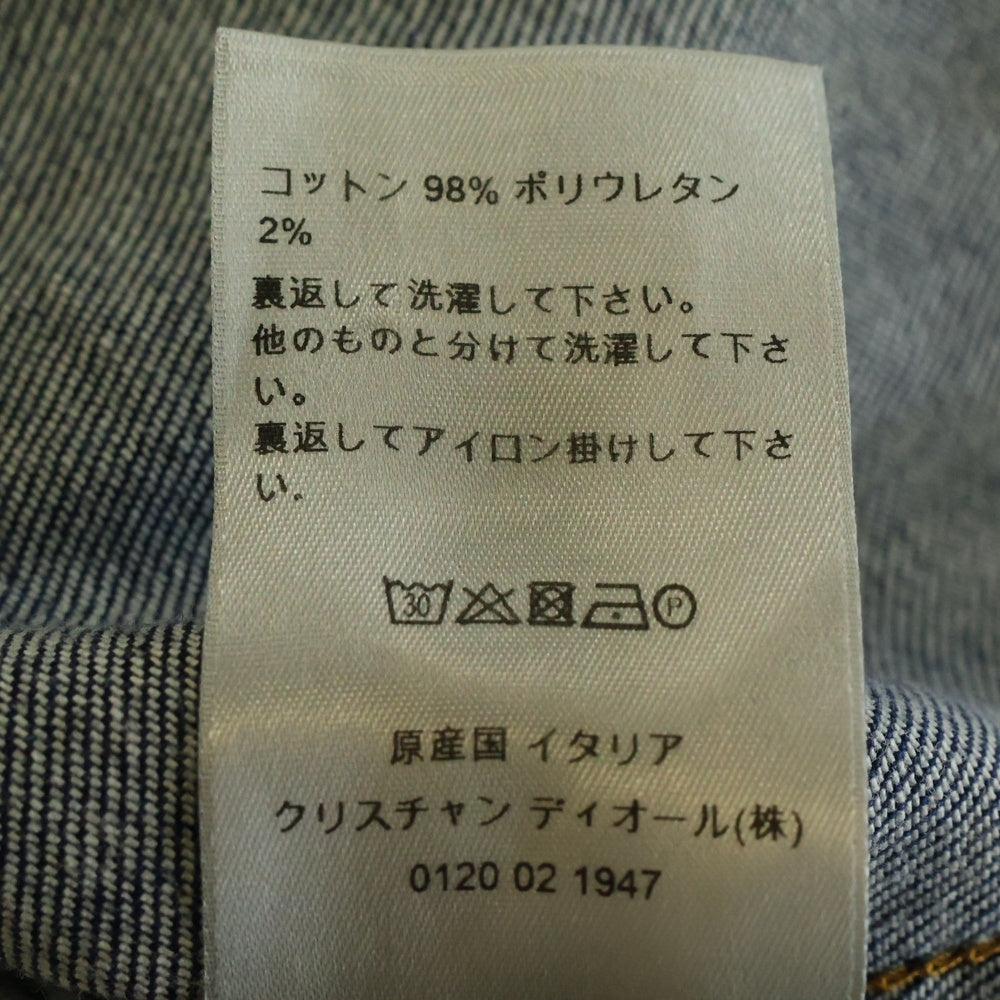 コットン 98% ポリウレタン
2%
裏返して洗濯して下さい。
他のものと分けて洗濯して下さ
い。
裏返してアイロン掛けして下さ
い.
30 P
原産国 イタリア
クリスチャン ディオール(株)
0120 02 1947